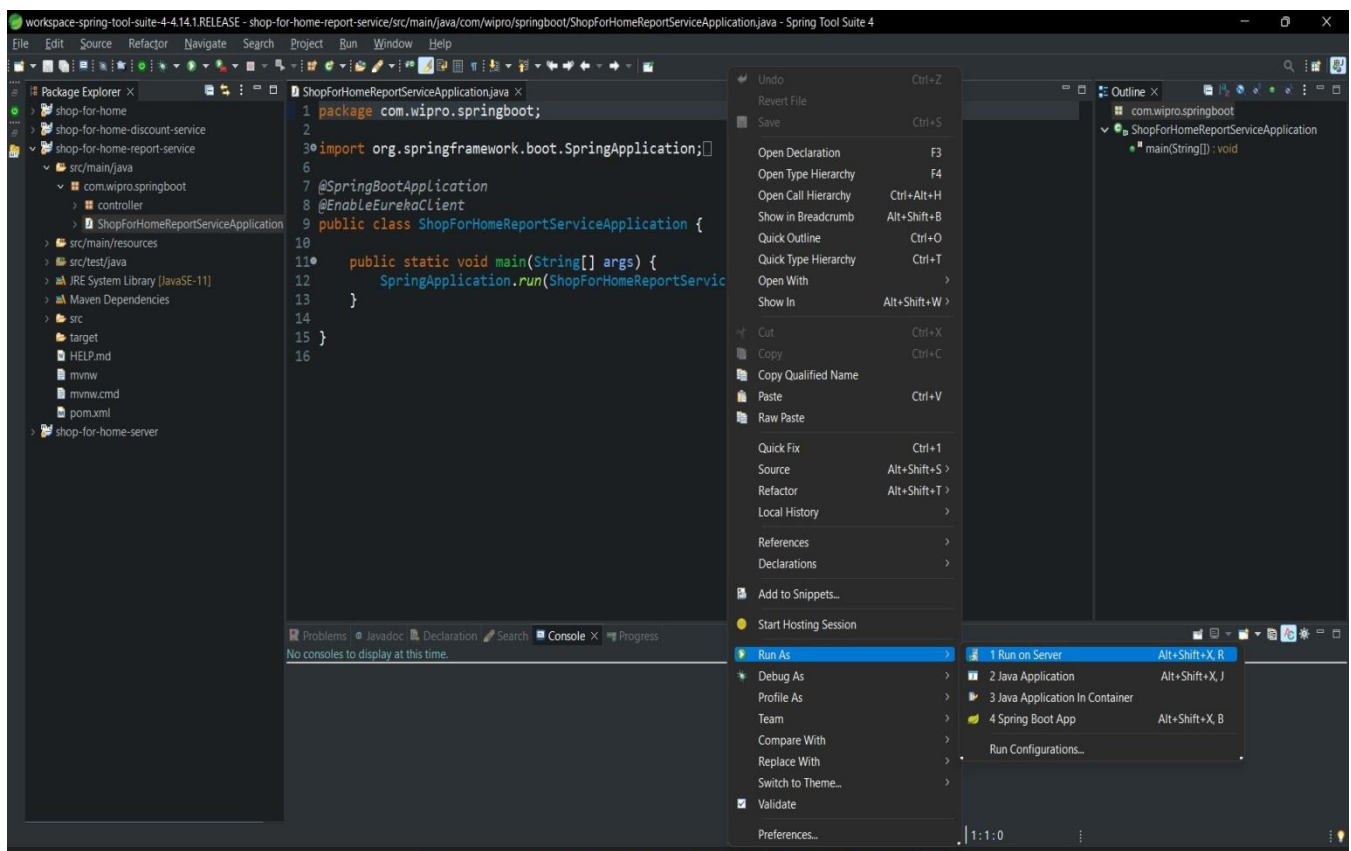 workspace-spring-tool-suite-4-4.14.1.RELEASE - shop-for-home-report-service/src/main/java/com/wipro/springboot/ShopForHomeReportServiceApplication.java - Spring Tool Suite 4
File Edit Source Refactor Navigate Search Project Run Window Help
Package Explorer
shop-for-home
shop-for-home-discount-service
shop-for-home-report-service
src/main/java
com.wipro.springboot
controller
ShopForHomeReportServiceApplication
src/main/resources
src/test/java
JRE System Library [JavaSE-11]
Maven Dependencies
src
target
HELP.md
mvnw
mvnw.cmd
pom.xml
shop-for-home-server
ShopForHomeReportServiceApplication.java
1 package com.wipro.springboot;
2
3 import org.springframework.boot.SpringApplication;
6
7 @SpringBootApplication
8 @EnableEurekaClient
9 public class ShopForHomeReportServiceApplication {
10
11 public static void main(String[] args) {
12 SpringApplication.run(ShopForHomeReportServic
13 }
14
15 }
16
Problems Javadoc Declaration Search Console Progress
No consoles to display at this time.
Undo Ctrl+Z
Revert File
Save Ctrl+S
Open Declaration F3
Open Type Hierarchy F4
Open Call Hierarchy Ctrl+Alt+H
Show in Breadcrumb Alt+Shift+B
Quick Outline Ctrl+O
Quick Type Hierarchy Ctrl+T
Open With
Show In Alt+Shift+W
Cut Ctrl+X
Copy Ctrl+C
Copy Qualified Name
Paste Ctrl+V
Raw Paste
Quick Fix Ctrl+1
Source Alt+Shift+S
Refactor Alt+Shift+T
Local History
References
Declarations
Add to Snippets...
Start Hosting Session
Run As
Debug As
Profile As
Team
Compare With
Replace With
Switch to Theme...
Validate
Preferences...
1 Run on Server Alt+Shift+X, R
2 Java Application Alt+Shift+X, J
3 Java Application In Container
4 Spring Boot App Alt+Shift+X, B
Run Configurations...
Outline
com.wipro.springboot
ShopForHomeReportServiceApplication
main(String[]) : void
1:1:0